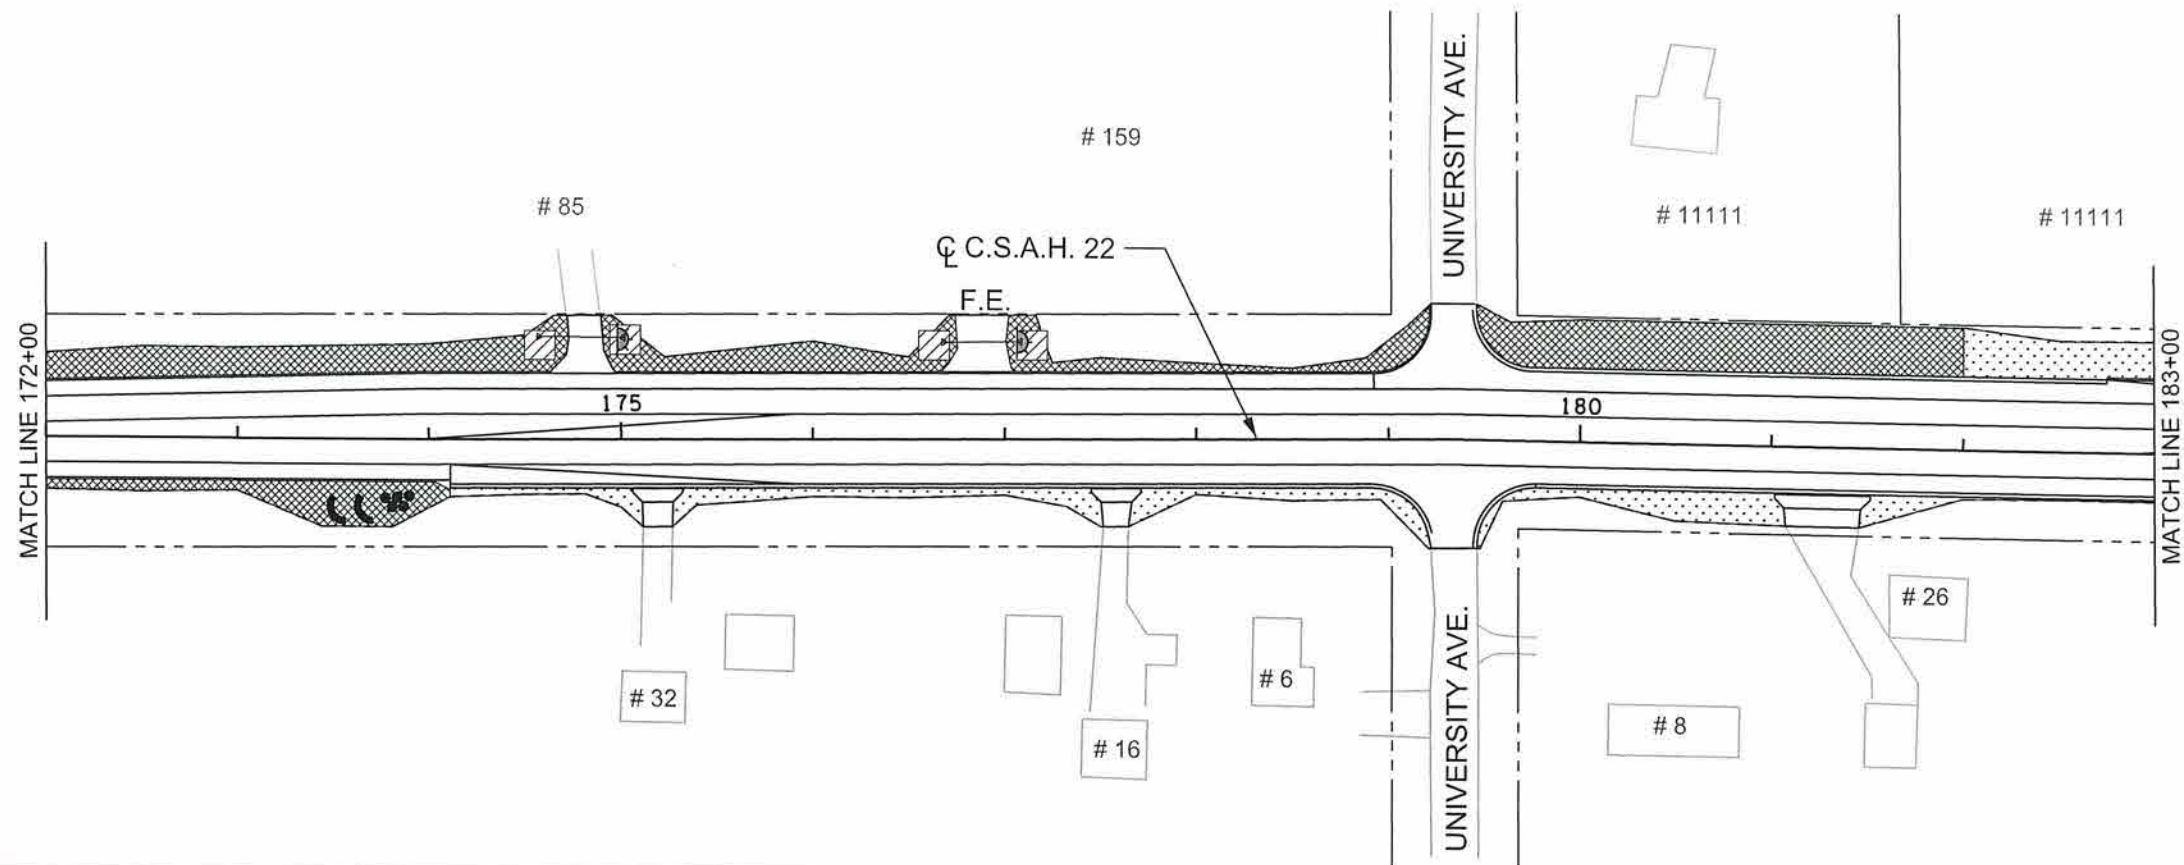 UNIVERSITY AVE.
# 159
# 85
# 11111
# 11111
℄ C.S.A.H. 22
F.E.
MATCH LINE 172+00
175
180
MATCH LINE 183+00
# 26
# 32
# 6
# 16
# 8
UNIVERSITY AVE.